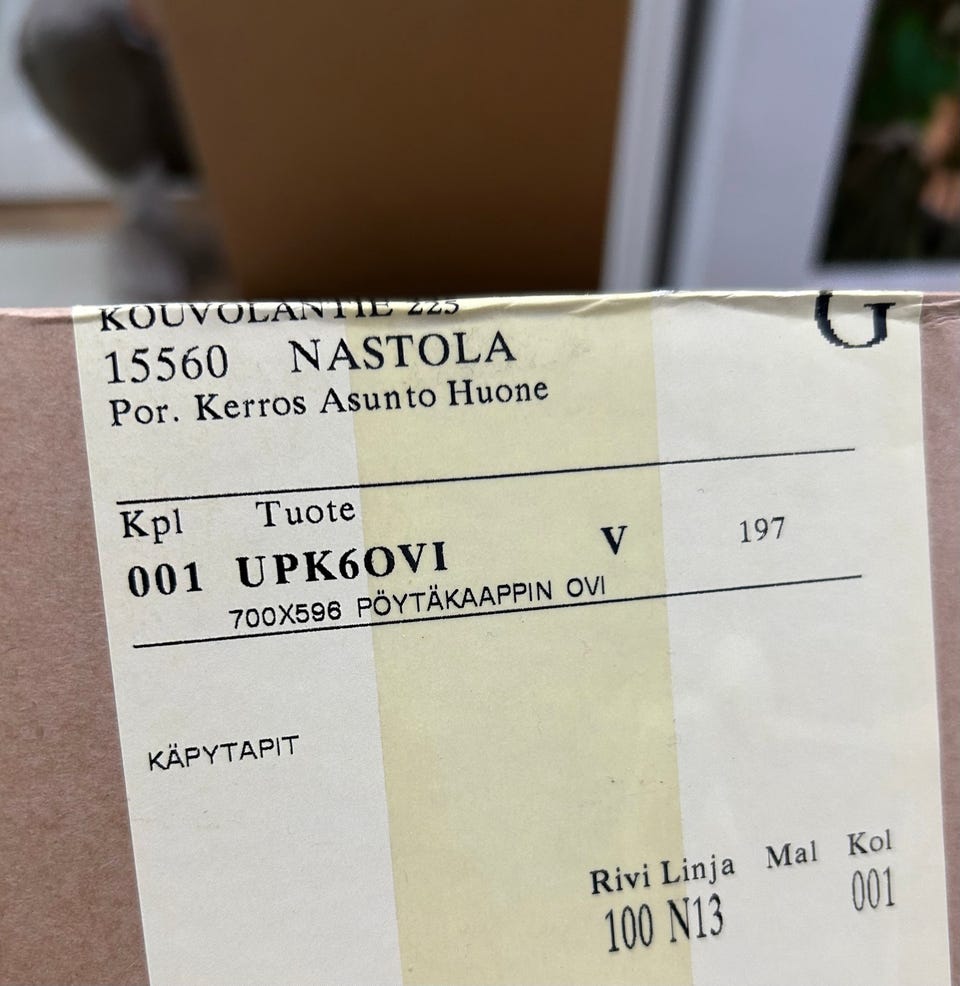 KOUVOLANTIE 225
15560 NASTOLA
Por. Kerros Asunto Huone
Kpl Tuote
001 UPK6OVI V 197
700X596 PÖYTÄKAAPPIN OVI
KÄPYTAPIT
Rivi Linja Mal Kol
100 N13 001